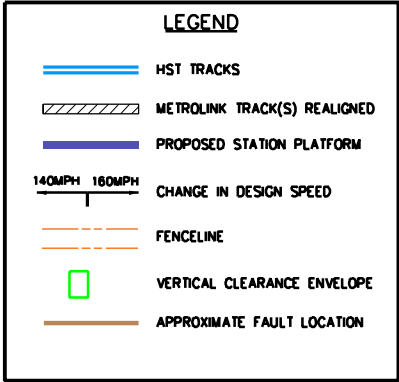 LEGEND
HST TRACKS
METROLINK TRACK(S) REALIGNED
PROPOSED STATION PLATFORM
140MPH 160MPH
CHANGE IN DESIGN SPEED
FENCELINE
VERTICAL CLEARANCE ENVELOPE
APPROXIMATE FAULT LOCATION